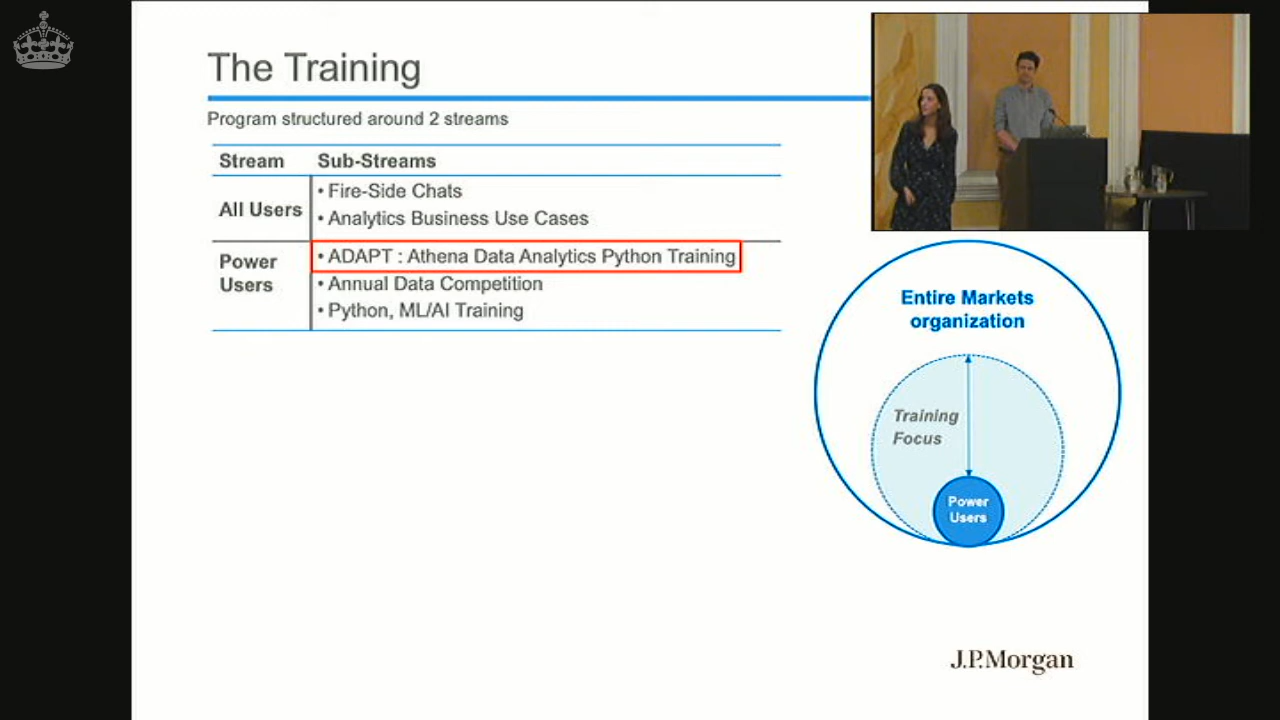 The Training
Program structured around 2 streams
Stream Sub-Streams
All Users
• Fire-Side Chats
• Analytics Business Use Cases
Power
Users
• ADAPT : Athena Data Analytics Python Training
• Annual Data Competition
• Python, ML/AI Training
Entire Markets
organization
Training
Focus
Power
Users
J.P.Morgan